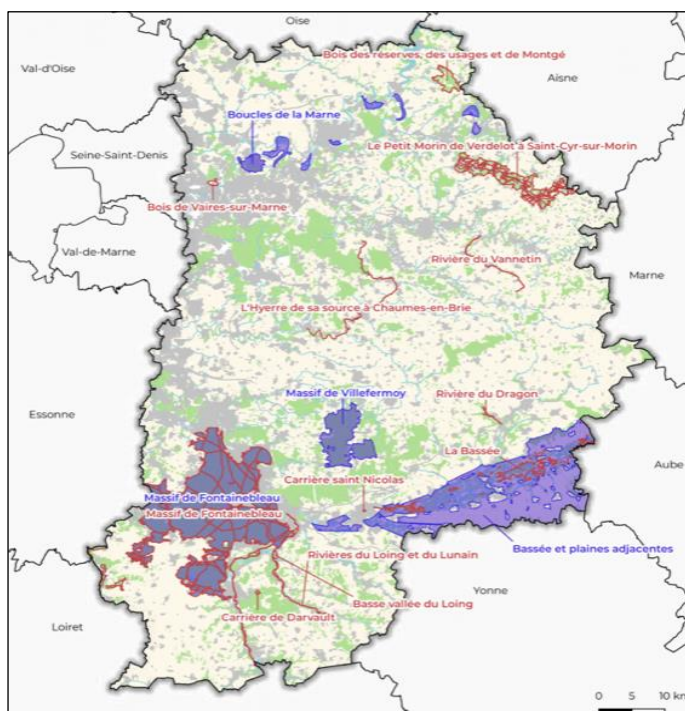 Oise
Bois des réserves, des usages et de Montgé
Val-d'Oise
Aisne
Boucles de la Marne
Le Petit Morin de Verdelot à Saint-Cyr-sur-Morin
Seine-Saint-Denis
Bois de Vaires-sur-Marne
Val-de-Marne
Rivière du Vannetin
Marne
L'Hyerre de sa source à Chaumes-en-Brie
Massif de Villefermoy
Rivière du Dragon
Essonne
La Bassée
Aube
Carrière saint Nicolas
Massif de Fontainebleau
Massif de Fontainebleau
Bassée et plaines adjacentes
Rivières du Loing et du Lunain
Yonne
Basse vallée du Loing
Carrière de Darvault
Loiret
0 5 10 km